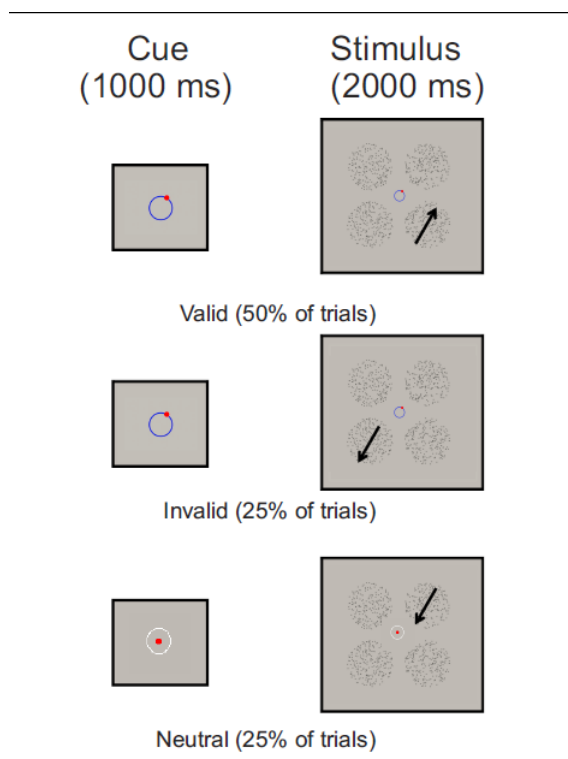 Cue
(1000 ms)
Stimulus
(2000 ms)
Valid (50% of trials)
Invalid (25% of trials)
Neutral (25% of trials)